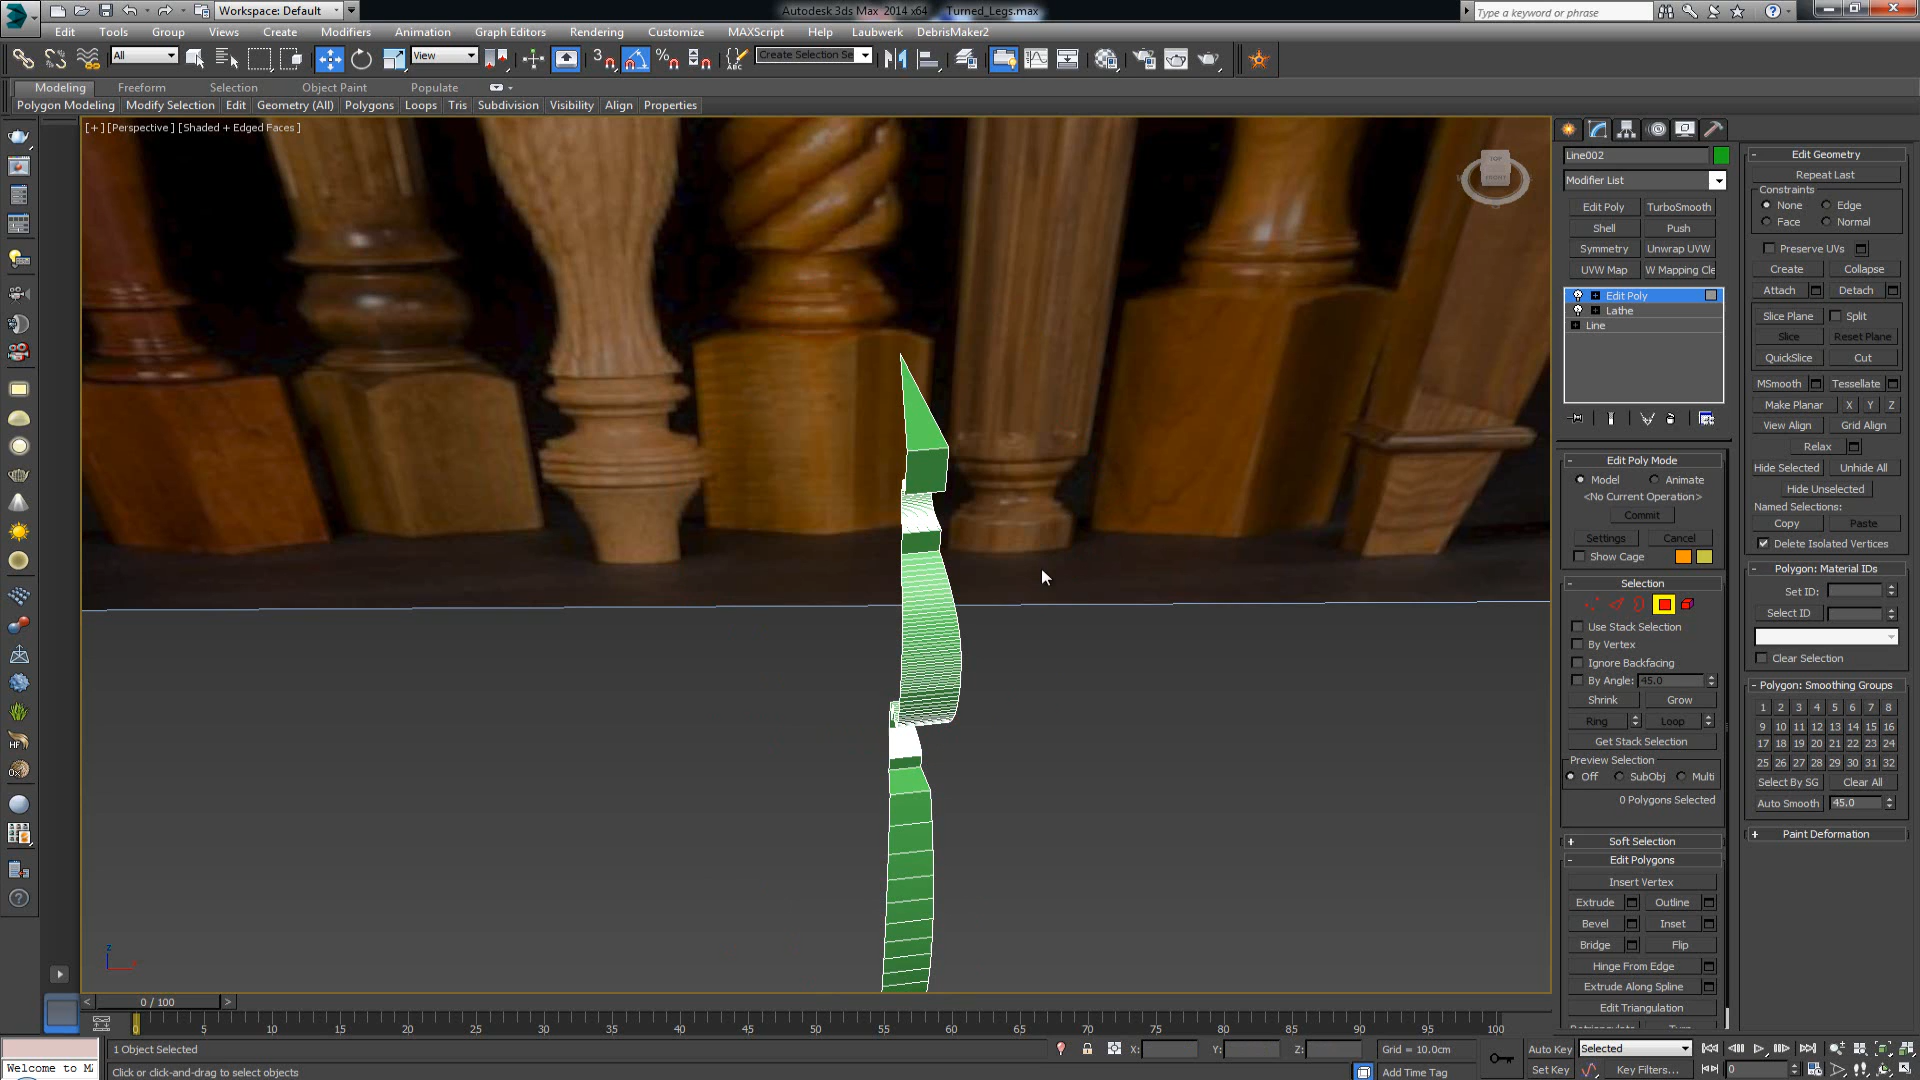 Workspace: Default
Autodesk 3ds Max 2014 x64 Turned_Legs.max
Type a keyword or phrase
Edit Tools Group Views Create Modifiers Animation Graph Editors Rendering Customize MAXScript Help Laubwerk DebrisMaker2
All View Create Selection Se
Modeling Freeform Selection Object Paint Populate
Polygon Modeling Modify Selection Edit Geometry (All) Polygons Loops Tris Subdivision Visibility Align Properties
[+] [Perspective] [Shaded + Edged Faces]
TOP
FRONT
Line002
Modifier List
Edit Poly TurboSmooth
Shell Push
Symmetry Unwrap UVW
UVW Map W Mapping Cle
Edit Poly
Lathe
Line
Edit Poly Mode
Model Animate
<No Current Operation>
Commit
Settings Cancel
Show Cage
Selection
Use Stack Selection
By Vertex
Ignore Backfacing
By Angle: 45.0
Shrink Grow
Ring Loop
Get Stack Selection
Preview Selection
Off SubObj Multi
0 Polygons Selected
Soft Selection
Edit Polygons
Insert Vertex
Extrude Outline
Bevel Inset
Bridge Flip
Hinge From Edge
Extrude Along Spline
Edit Triangulation
Edit Geometry
Repeat Last
Constraints
None Edge
Face Normal
Preserve UVs
Create Collapse
Attach Detach
Slice Plane Split
Slice Reset Plane
QuickSlice Cut
MSmooth Tessellate
Make Planar X Y Z
View Align Grid Align
Relax
Hide Selected Unhide All
Hide Unselected
Named Selections:
Copy Paste
Delete Isolated Vertices
Polygon: Material IDs
Set ID:
Select ID
Clear Selection
Polygon: Smoothing Groups
1 2 3 4 5 6 7 8
9 10 11 12 13 14 15 16
17 18 19 20 21 22 23 24
25 26 27 28 29 30 31 32
Select By SG Clear All
Auto Smooth 45.0
Paint Deformation
z
0 / 100
0 5 10 15 20 25 30 35 40 45 50 55 60 65 70 75 80 85 90 95 100
1 Object Selected X: Y: Z: Grid = 10.0cm Auto Key Selected
Welcome to MA Click or click-and-drag to select objects Add Time Tag Set Key Key Filters... 0